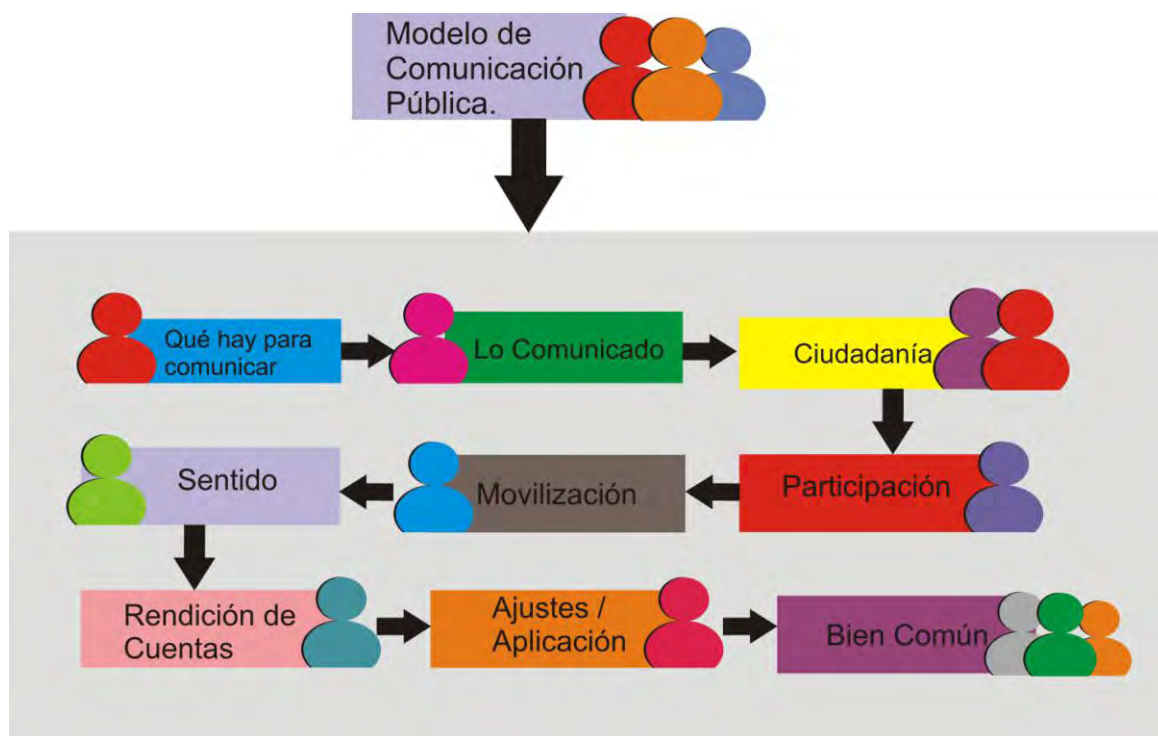 Modelo de
Comunicación
Pública.
Qué hay para
comunicar
Lo Comunicado
Ciudadanía
Sentido
Movilización
Participación
Rendición de
Cuentas
Ajustes /
Aplicación
Bien Común